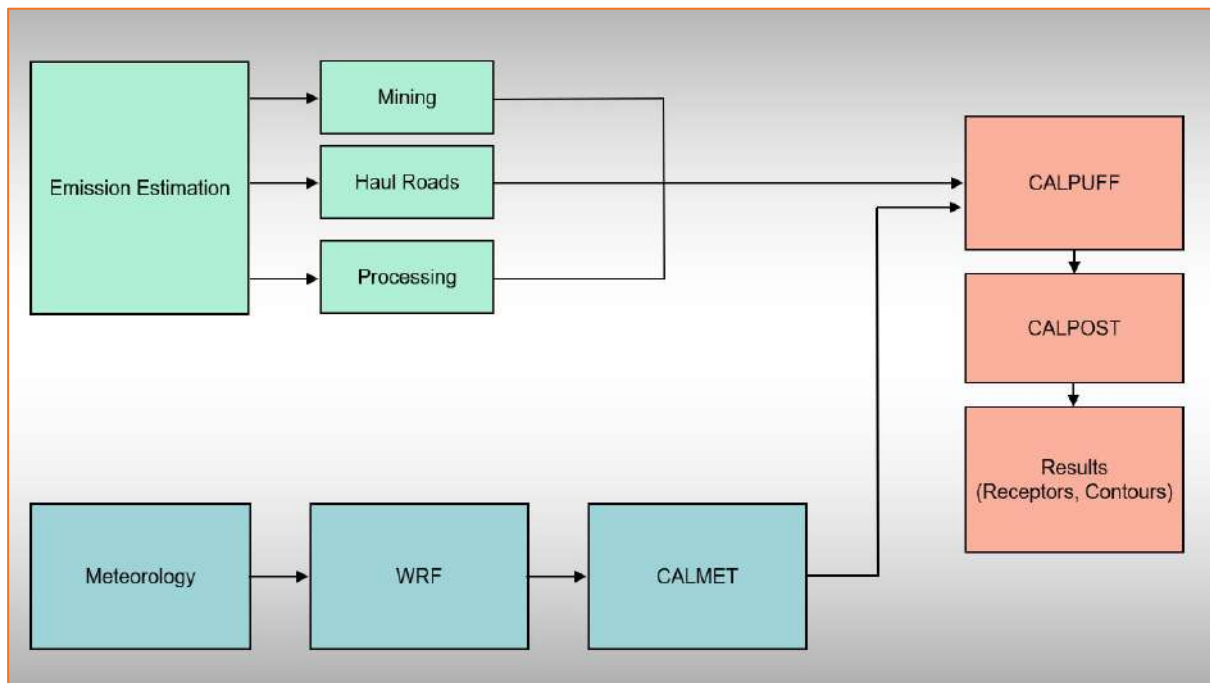 Emission Estimation
Mining
Haul Roads
Processing
CALPUFF
CALPOST
Results
(Receptors, Contours)
Meteorology
WRF
CALMET